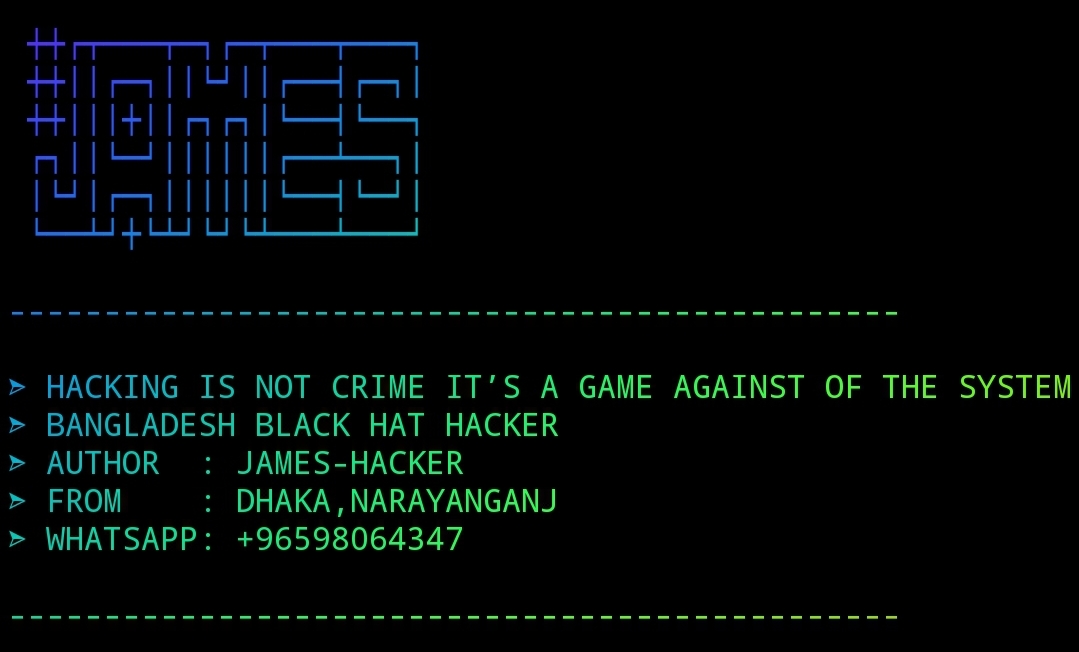 JAMES
➣ HACKING IS NOT CRIME IT’S A GAME AGAINST OF THE SYSTEM
➣ BANGLADESH BLACK HAT HACKER
➣ AUTHOR : JAMES-HACKER
➣ FROM : DHAKA,NARAYANGANJ
➣ WHATSAPP: +96598064347